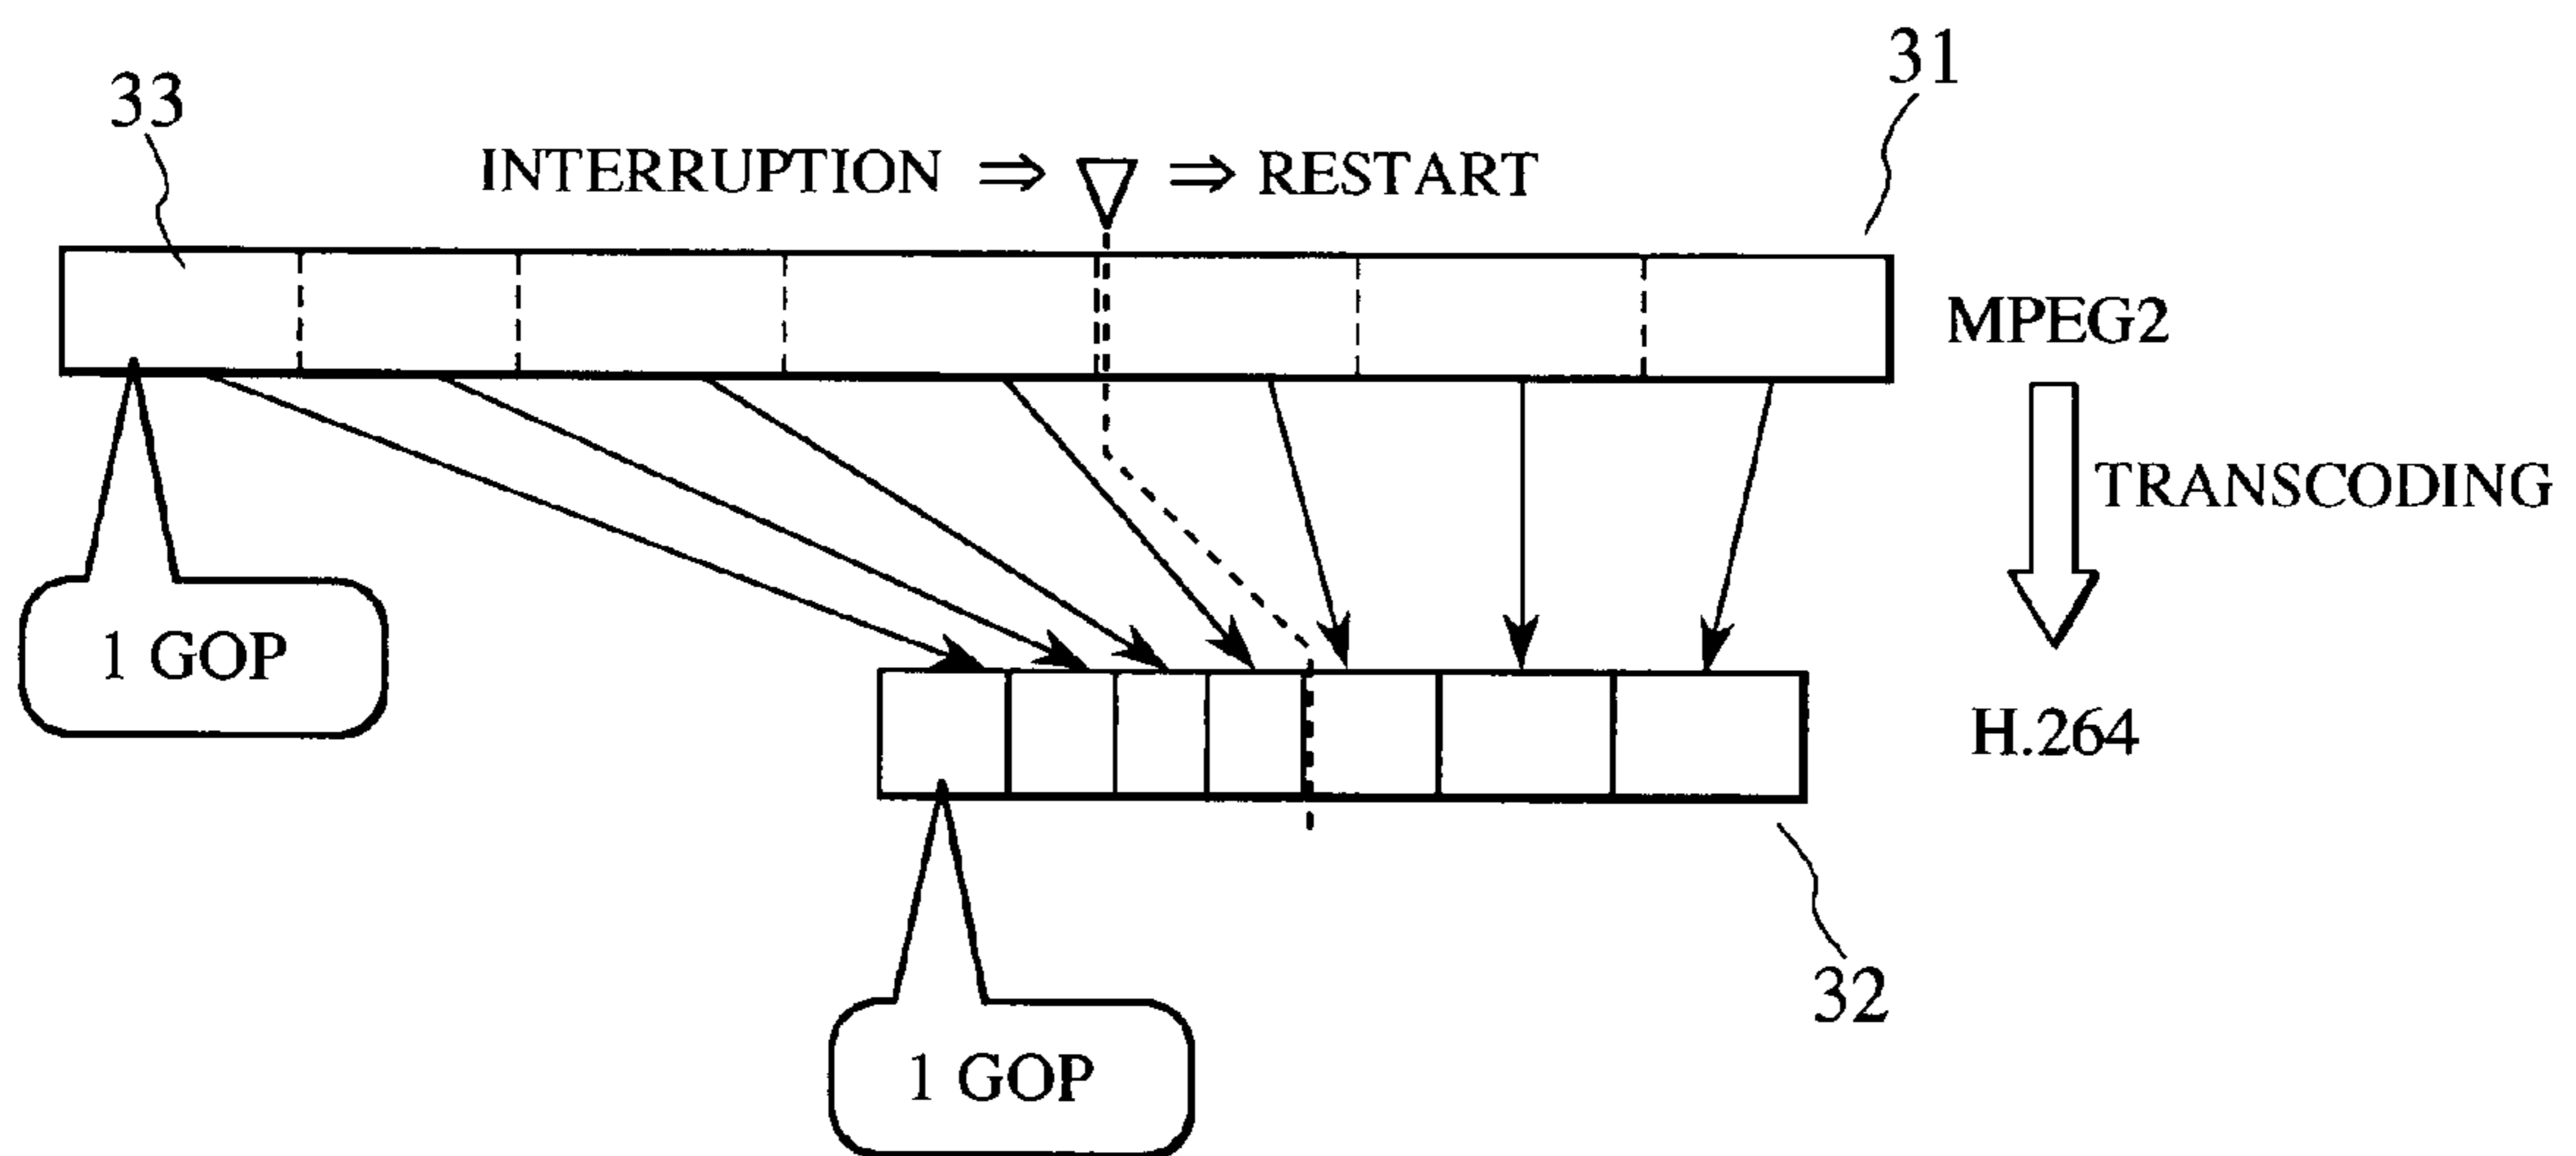 31
33
INTERRUPTION ⇒ ▽ ⇒ RESTART
MPEG2
TRANSCODING
1 GOP
H.264
32
1 GOP